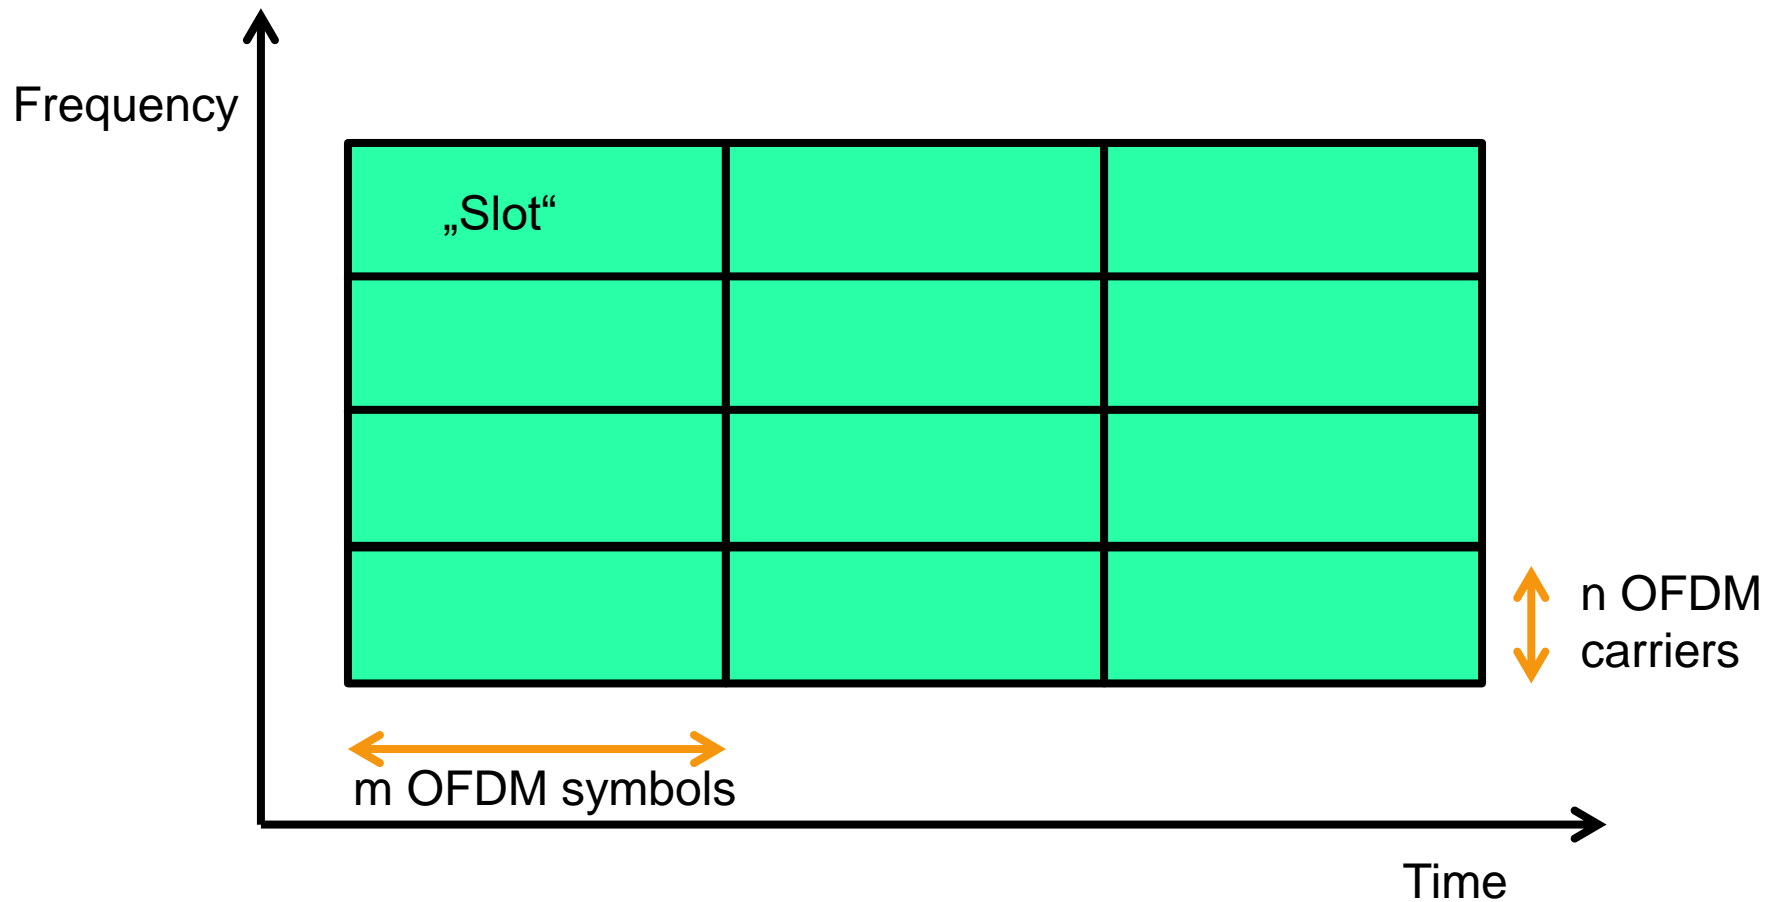 Frequency
„Slot“
n OFDM
carriers
m OFDM symbols
Time